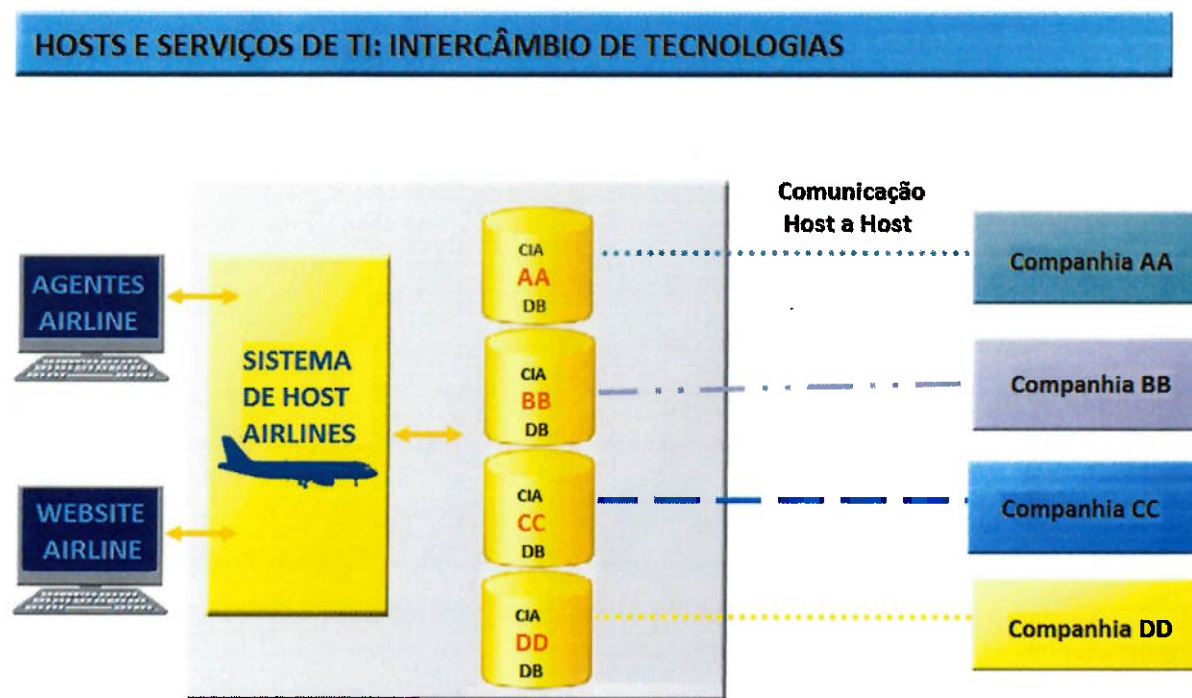 HOSTS E SERVIÇOS DE TI: INTERCÂMBIO DE TECNOLOGIAS
AGENTES
AIRLINE
WEBSITE
AIRLINE
SISTEMA
DE HOST
AIRLINES
CIA
AA
DB
CIA
BB
DB
CIA
CC
DB
CIA
DD
DB
Comunicação
Host a Host
Companhia AA
Companhia BB
Companhia CC
Companhia DD